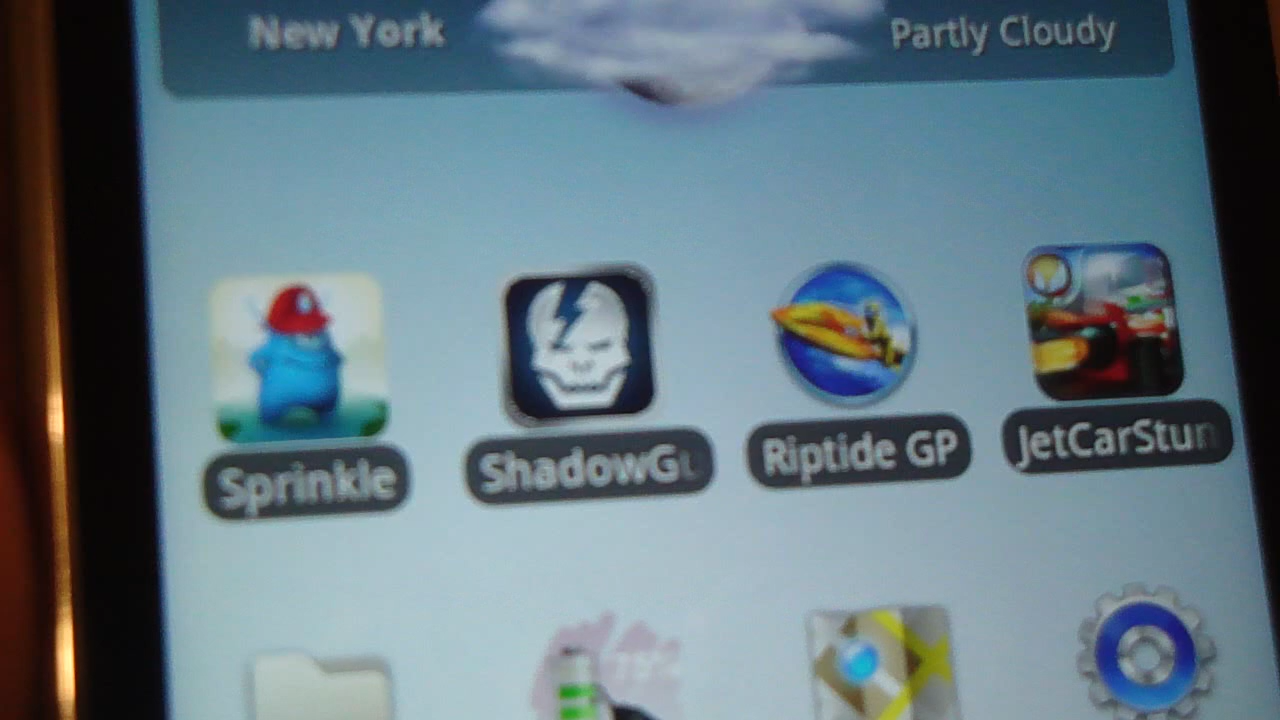 New York
Partly Cloudy
Sprinkle
ShadowGu
Riptide GP
JetCarStun